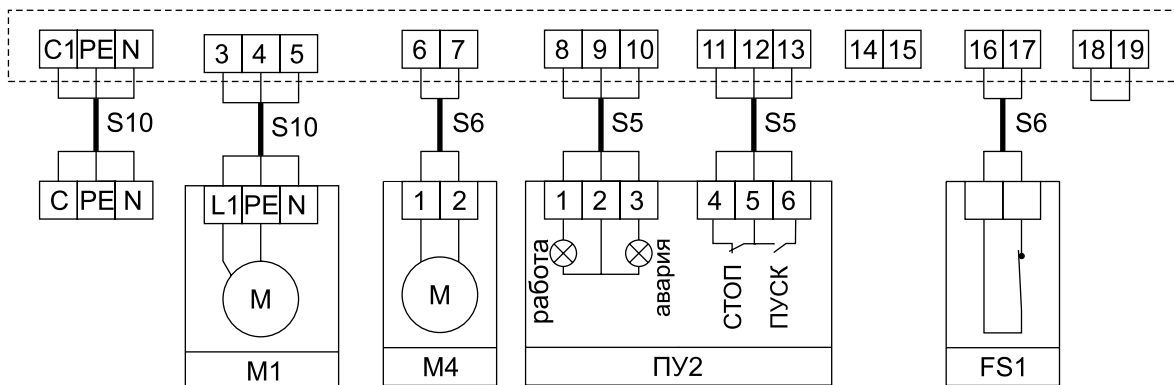 C1 PE N 3 4 5 6 7 8 9 10 11 12 13 14 15 16 17 18 19
S10 S10 S6 S5 S5 S6
C PE N L1 PE N 1 2 1 2 3 4 5 6
работа авария СТОП ПУСК
M M
M1 M4 ПУ2 FS1